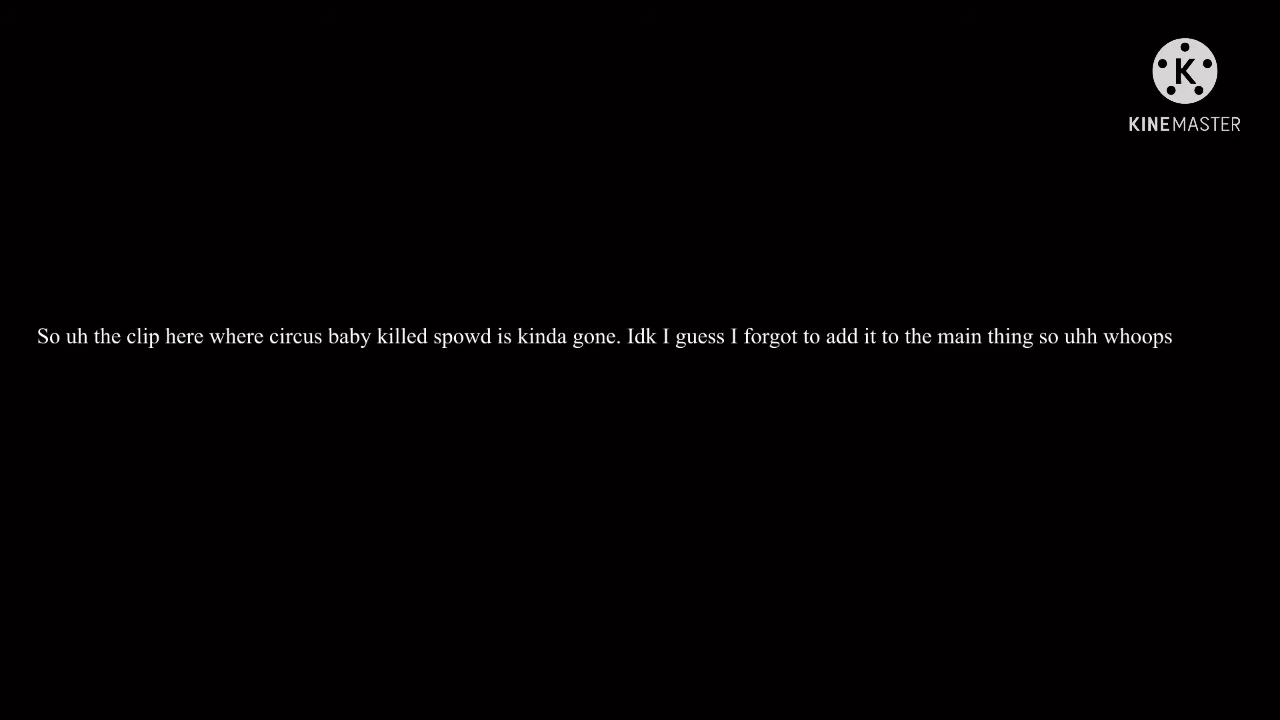 K
KINEMASTER
So uh the clip here where circus baby killed spowd is kinda gone. Idk I guess I forgot to add it to the main thing so uhh whoops